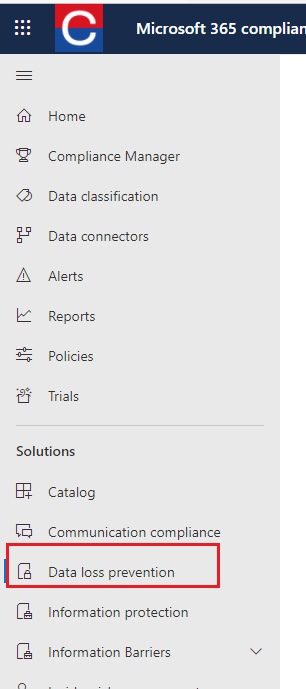 C
Microsoft 365 complian
Home
Compliance Manager
Data classification
Data connectors
Alerts
Reports
Policies
Trials
Solutions
Catalog
Communication compliance
Data loss prevention
Information protection
Information Barriers